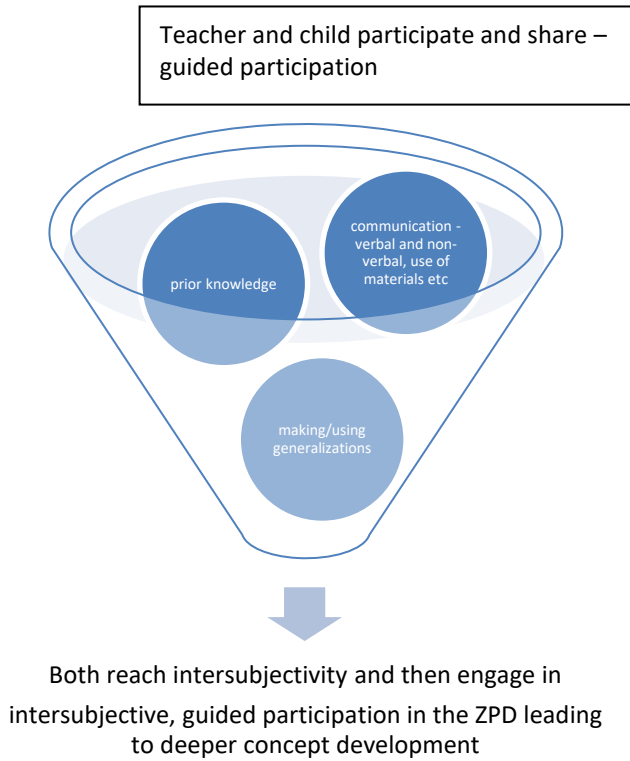 Teacher and child participate and share –
guided participation
communication -
verbal and non-
verbal, use of
materials etc
prior knowledge
making/using
generalizations
Both reach intersubjectivity and then engage in
intersubjective, guided participation in the ZPD leading
to deeper concept development